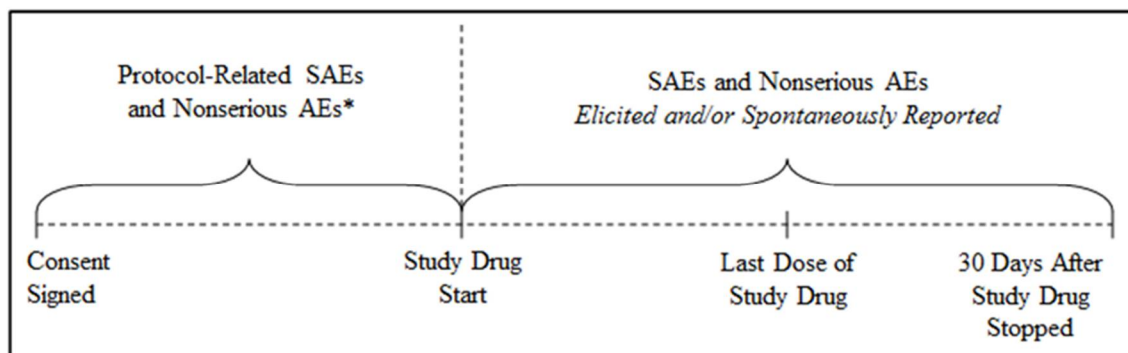 Protocol-Related SAEs
and Nonserious AEs*
SAEs and Nonserious AEs
Elicited and/or Spontaneously Reported
Consent
Signed
Study Drug
Start
Last Dose of
Study Drug
30 Days After
Study Drug
Stopped